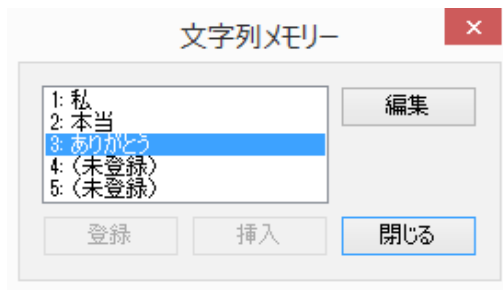 文字列メモリー
1: 私
2: 本当
3: ありがとう
4: (未登録)
5: (未登録)
編集
登録
挿入
閉じる